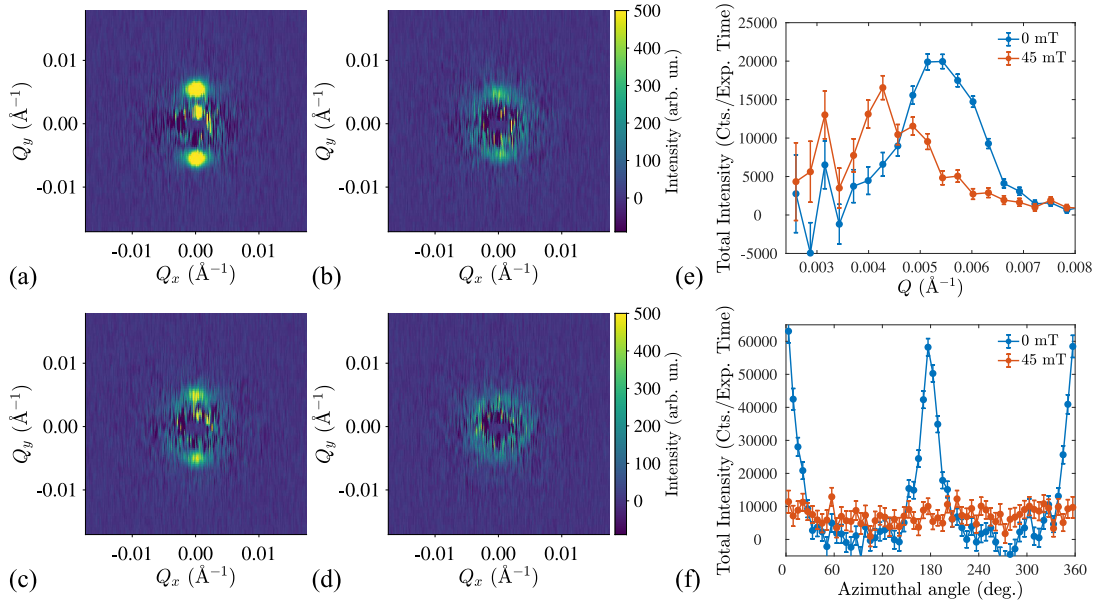 0.01
0.00
-0.01
Q_y (Å⁻¹)
-0.01 0.00 0.01
Q_x (Å⁻¹)
(a)
0.01
0.00
-0.01
Q_y (Å⁻¹)
-0.01 0.00 0.01
Q_x (Å⁻¹)
(b)
500
400
300
200
100
0
Intensity (arb. un.)
25000
20000
15000
10000
5000
0
-5000
Total Intensity (Cts./Exp. Time)
0 mT
45 mT
0.003 0.004 0.005 0.006 0.007 0.008
Q (Å⁻¹)
(e)
0.01
0.00
-0.01
Q_y (Å⁻¹)
-0.01 0.00 0.01
Q_x (Å⁻¹)
(c)
0.01
0.00
-0.01
Q_y (Å⁻¹)
-0.01 0.00 0.01
Q_x (Å⁻¹)
(d)
500
400
300
200
100
0
Intensity (arb. un.)
60000
50000
40000
30000
20000
10000
0
Total Intensity (Cts./Exp. Time)
0 mT
45 mT
0 60 120 180 240 300 360
Azimuthal angle (deg.)
(f)